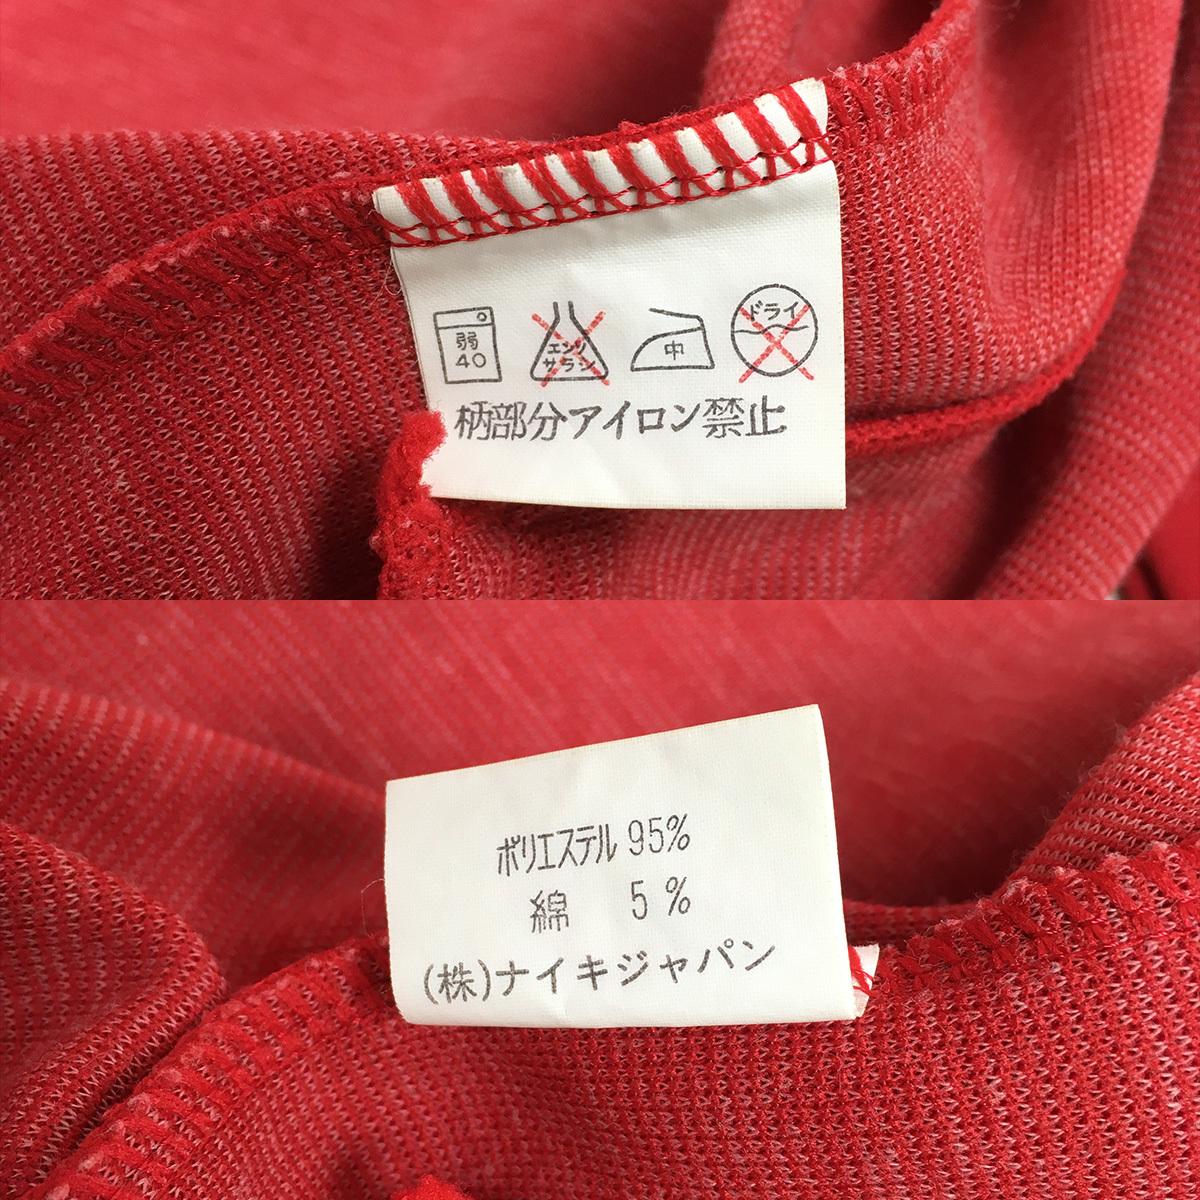 弱
40
エンソ
サラシ
中
ドライ
柄部分アイロン禁止
ポリエステル 95%
綿 5%
(株)ナイキジャパン